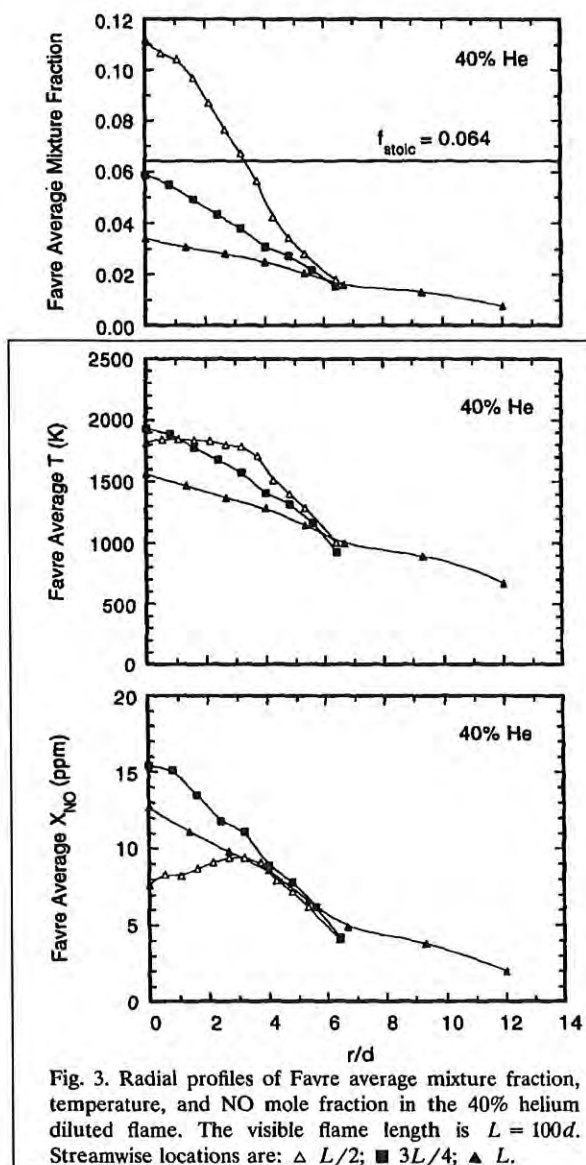 0.12
0.10
0.08
0.06
0.04
0.02
0.00
Favre Average Mixture Fraction
40% He
f_stoic = 0.064
2500
2000
1500
1000
500
0
Favre Average T (K)
40% He
20
15
10
5
0
Favre Average X_NO (ppm)
40% He
0 2 4 6 8 10 12 14
r/d
Fig. 3. Radial profiles of Favre average mixture fraction,
temperature, and NO mole fraction in the 40% helium
diluted flame. The visible flame length is L = 100d.
Streamwise locations are: △ L/2; ■ 3L/4; ▲ L.